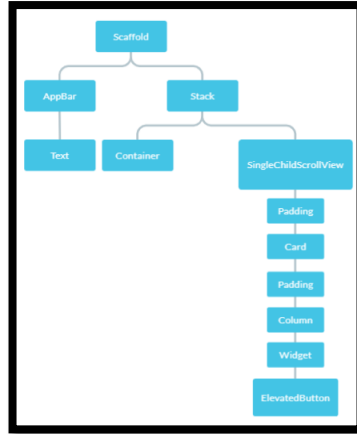 Scaffold
AppBar
Stack
Text
Container
SingleChildScrollView
Padding
Card
Padding
Column
Widget
ElevatedButton